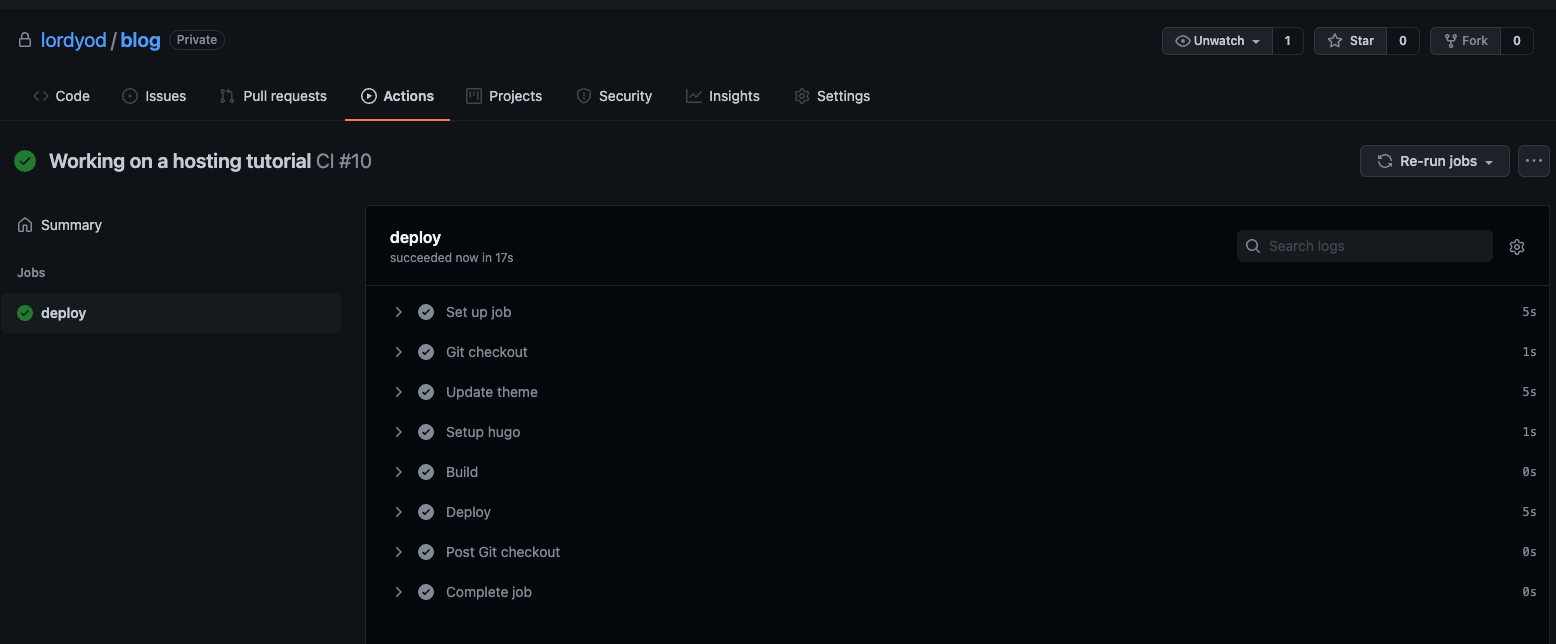 lordyod / blog Private Unwatch 1 Star 0 Fork 0
Code Issues Pull requests Actions Projects Security Insights Settings
Working on a hosting tutorial CI #10 Re-run jobs
Summary
Jobs
deploy
deploy
succeeded now in 17s
Search logs
Set up job 5s
Git checkout 1s
Update theme 5s
Setup hugo 1s
Build 0s
Deploy 5s
Post Git checkout 0s
Complete job 0s